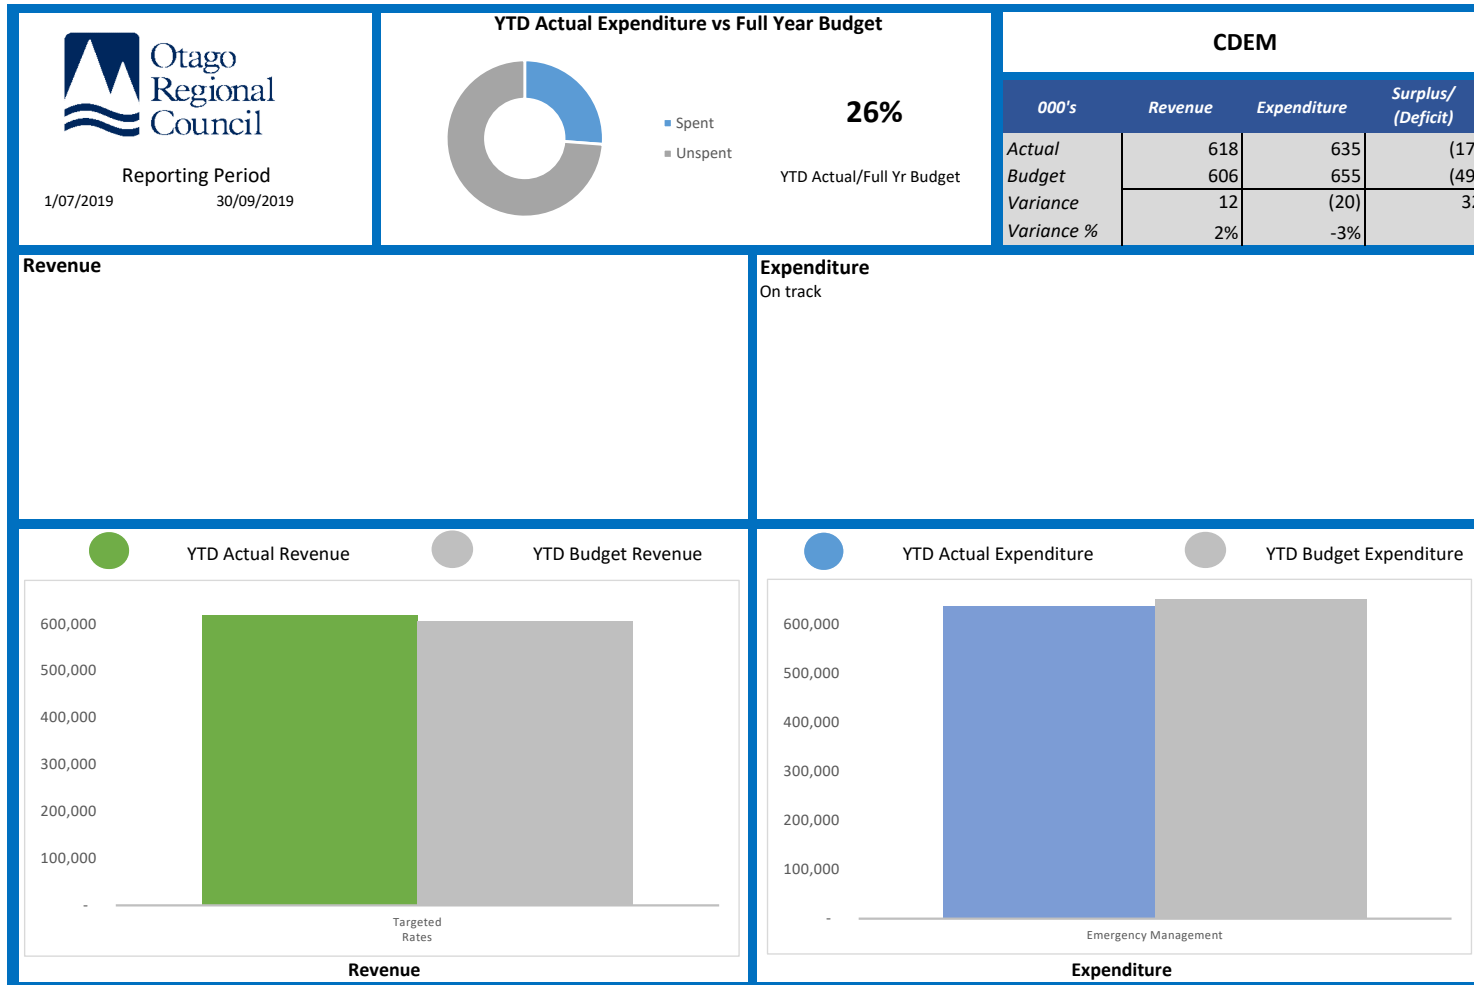 Otago
Regional
Council
Reporting Period
1/07/2019 30/09/2019
YTD Actual Expenditure vs Full Year Budget
Spent
Unspent
26%
YTD Actual/Full Yr Budget
CDEM
000's Revenue Expenditure Surplus/
(Deficit)
Actual 618 635 (17
Budget 606 655 (49
Variance 12 (20) 32
Variance % 2% -3%
Revenue
Expenditure
On track
YTD Actual Revenue YTD Budget Revenue
600,000
500,000
400,000
300,000
200,000
100,000
-
Targeted
Rates
Revenue
YTD Actual Expenditure YTD Budget Expenditure
600,000
500,000
400,000
300,000
200,000
100,000
-
Emergency Management
Expenditure